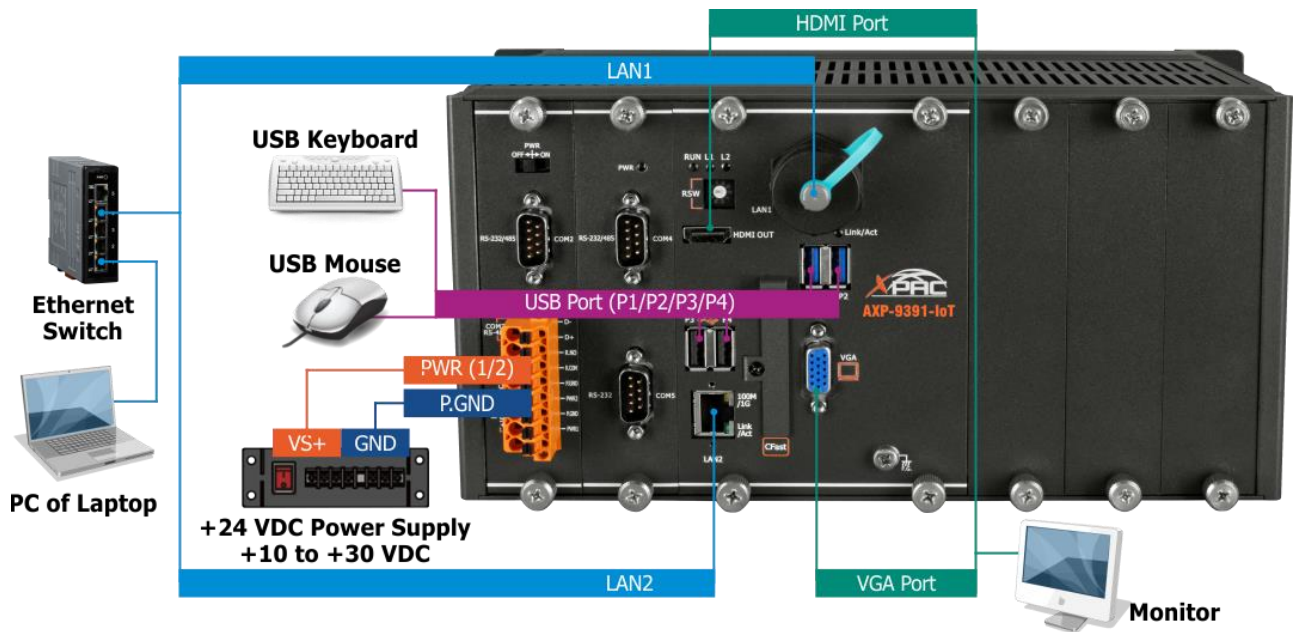 HDMI Port
LAN1
USB Keyboard
PWR
OFF ON
PWR
RUN L1 L2
RSW
LAN1
RS-232/485
COM2
RS-232/485
COM4
HDMI OUT
Link/Act
USB Mouse
USB Port (P1/P2/P3/P4)
P2
XPAC
AXP-9391-IoT
Ethernet
Switch
P3
P4
D-
D+
VGA
PWR (1/2)
P.GND
RS-232
COM5
100M
/1G
Link
/Act
LAN2
CFast
VS+
GND
PC of Laptop
+24 VDC Power Supply
+10 to +30 VDC
LAN2
VGA Port
Monitor